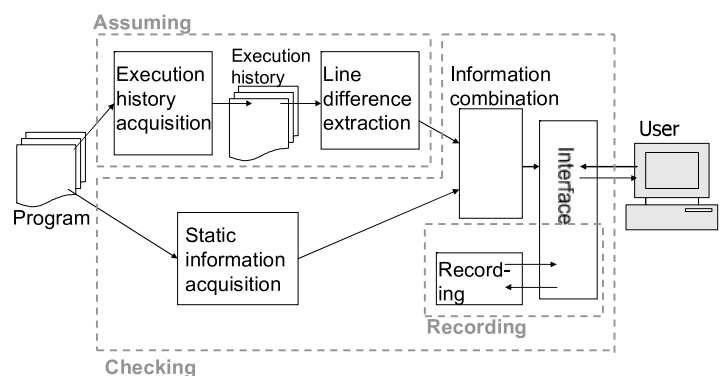 Assuming
Execution
history
acquisition
Execution
history
Line
difference
extraction
Information
combination
User
Interface
Program
Static
information
acquisition
Record-
ing
Recording
Checking